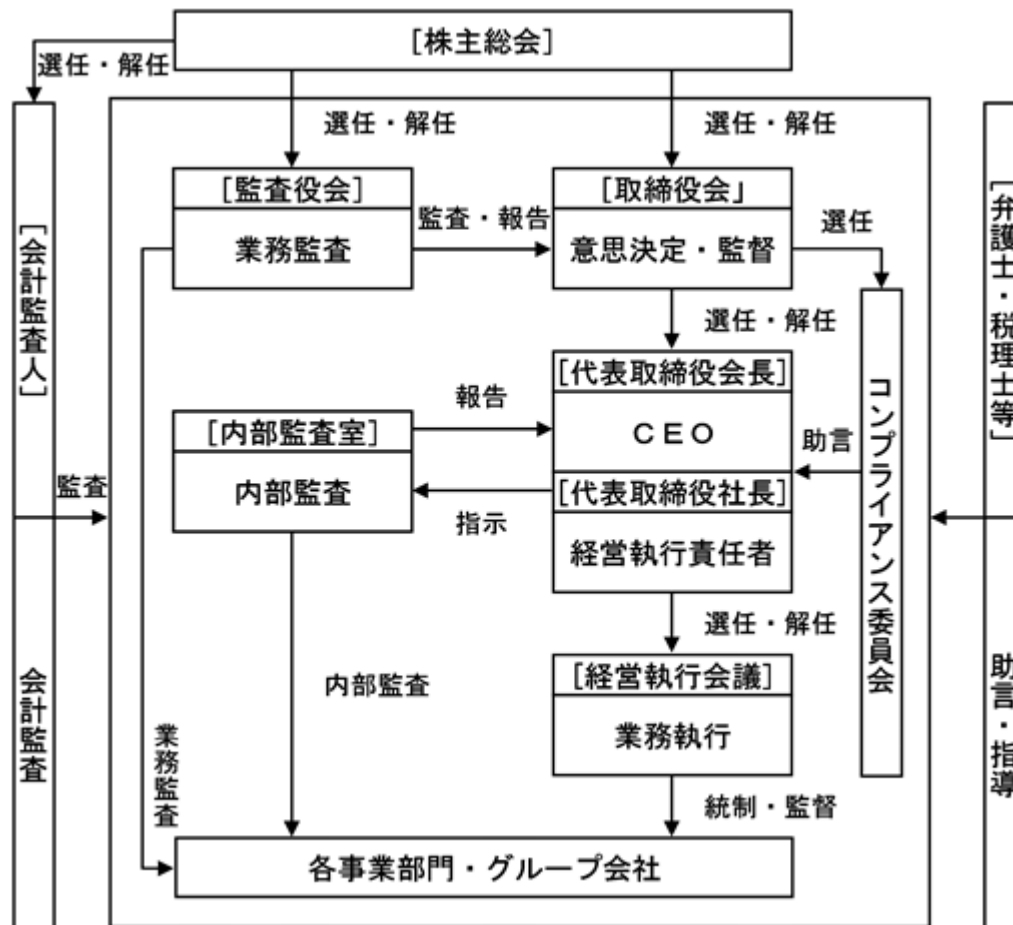 [株主総会]
選任・解任
選任・解任
選任・解任
[監査役会]
業務監査
監査・報告
[取締役会」
意思決定・監督
選任
[会計監査人]
[弁護士・税理士等]
選任・解任
[代表取締役会長]
CEO
報告
[内部監査室]
内部監査
助言
コンプライアンス委員会
[代表取締役社長]
経営執行責任者
指示
監査
選任・解任
[経営執行会議]
業務執行
内部監査
会計監査
業務監査
助言・指導
統制・監督
各事業部門・グループ会社